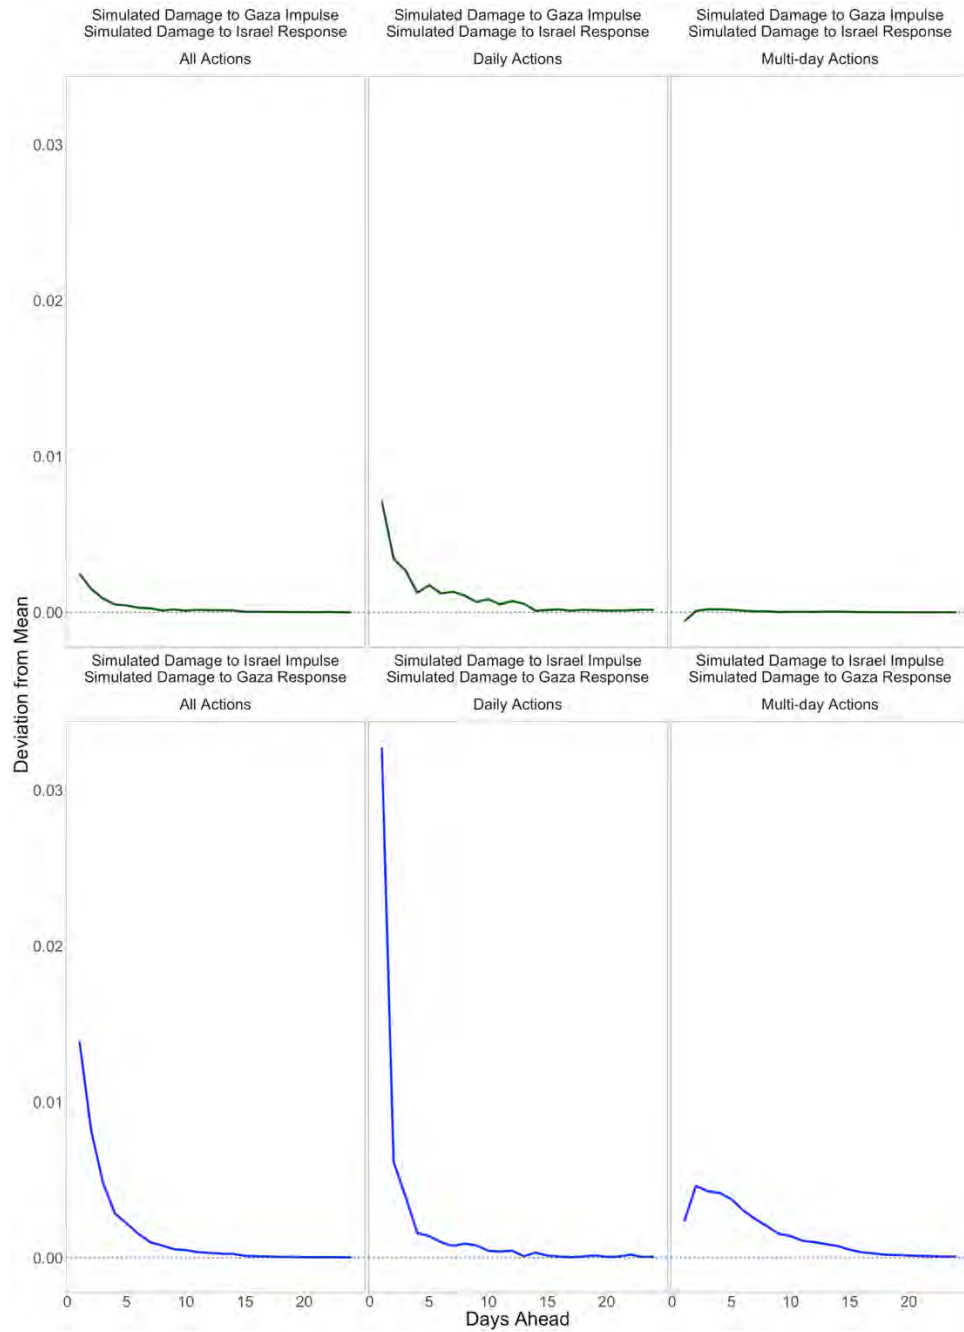 Simulated Damage to Gaza Impulse
Simulated Damage to Israel Response
All Actions
Simulated Damage to Gaza Impulse
Simulated Damage to Israel Response
Daily Actions
Simulated Damage to Gaza Impulse
Simulated Damage to Israel Response
Multi-day Actions
0.03
0.02
0.01
0.00
Deviation from Mean
Simulated Damage to Israel Impulse
Simulated Damage to Gaza Response
All Actions
Simulated Damage to Israel Impulse
Simulated Damage to Gaza Response
Daily Actions
Simulated Damage to Israel Impulse
Simulated Damage to Gaza Response
Multi-day Actions
0.03
0.02
0.01
0.00
0 5 10 15 20
0 5 10 15 20
0 5 10 15 20
Days Ahead